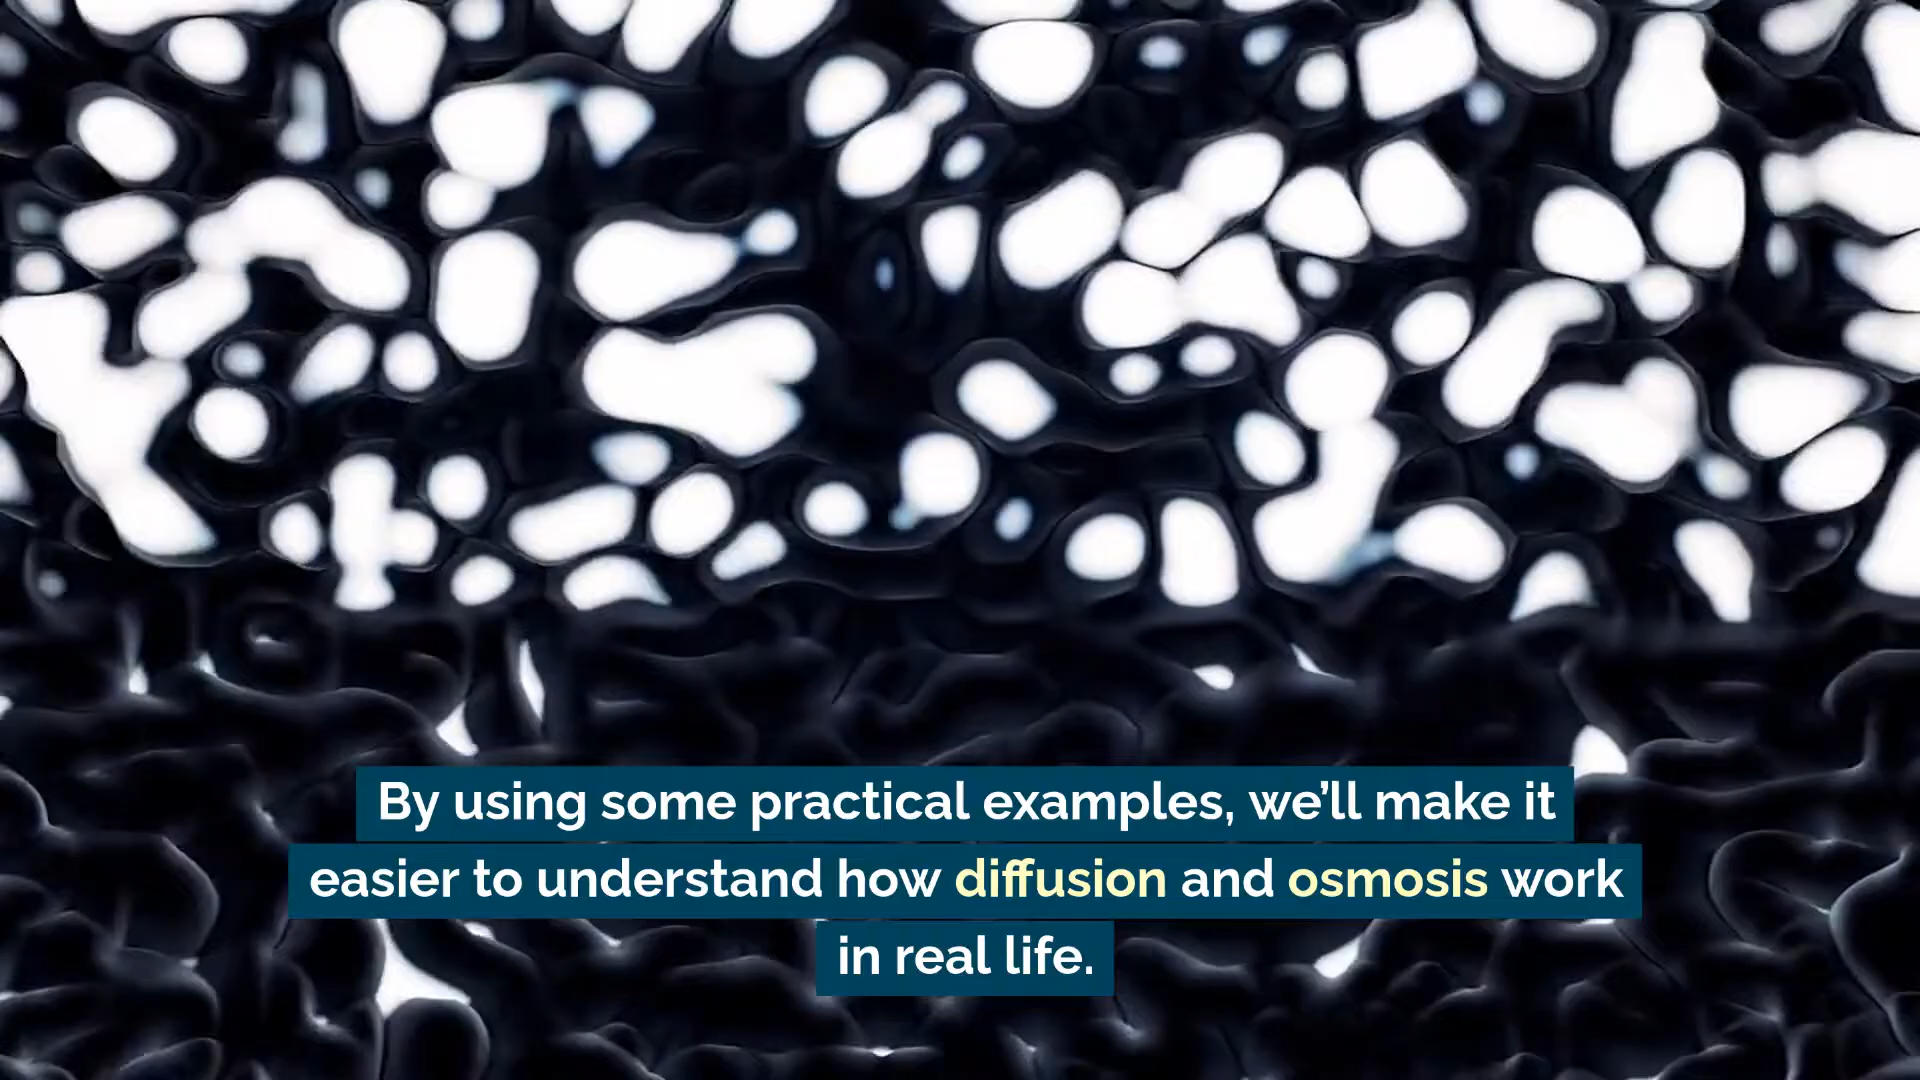 By using some practical examples, we’ll make it
easier to understand how diffusion and osmosis work
in real life.